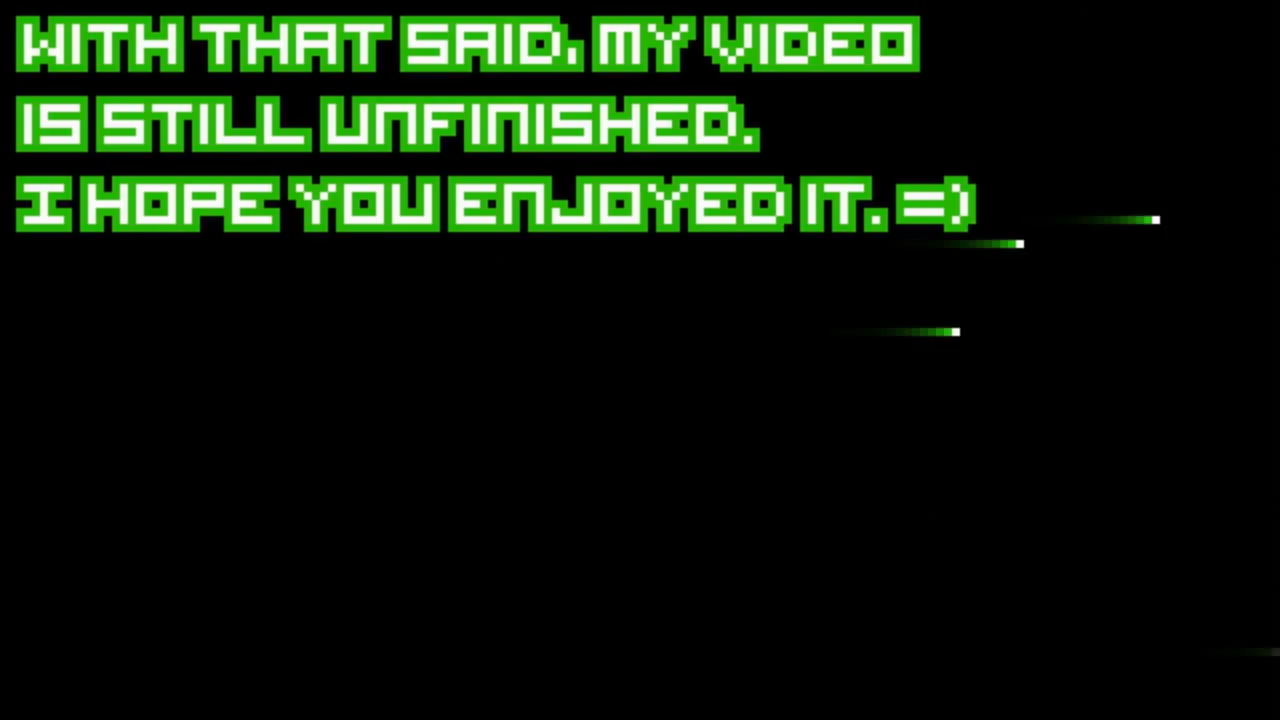 WITH THAT SAID, MY VIDEO
IS STILL UNFINISHED.
I HOPE YOU ENJOYED IT. =)